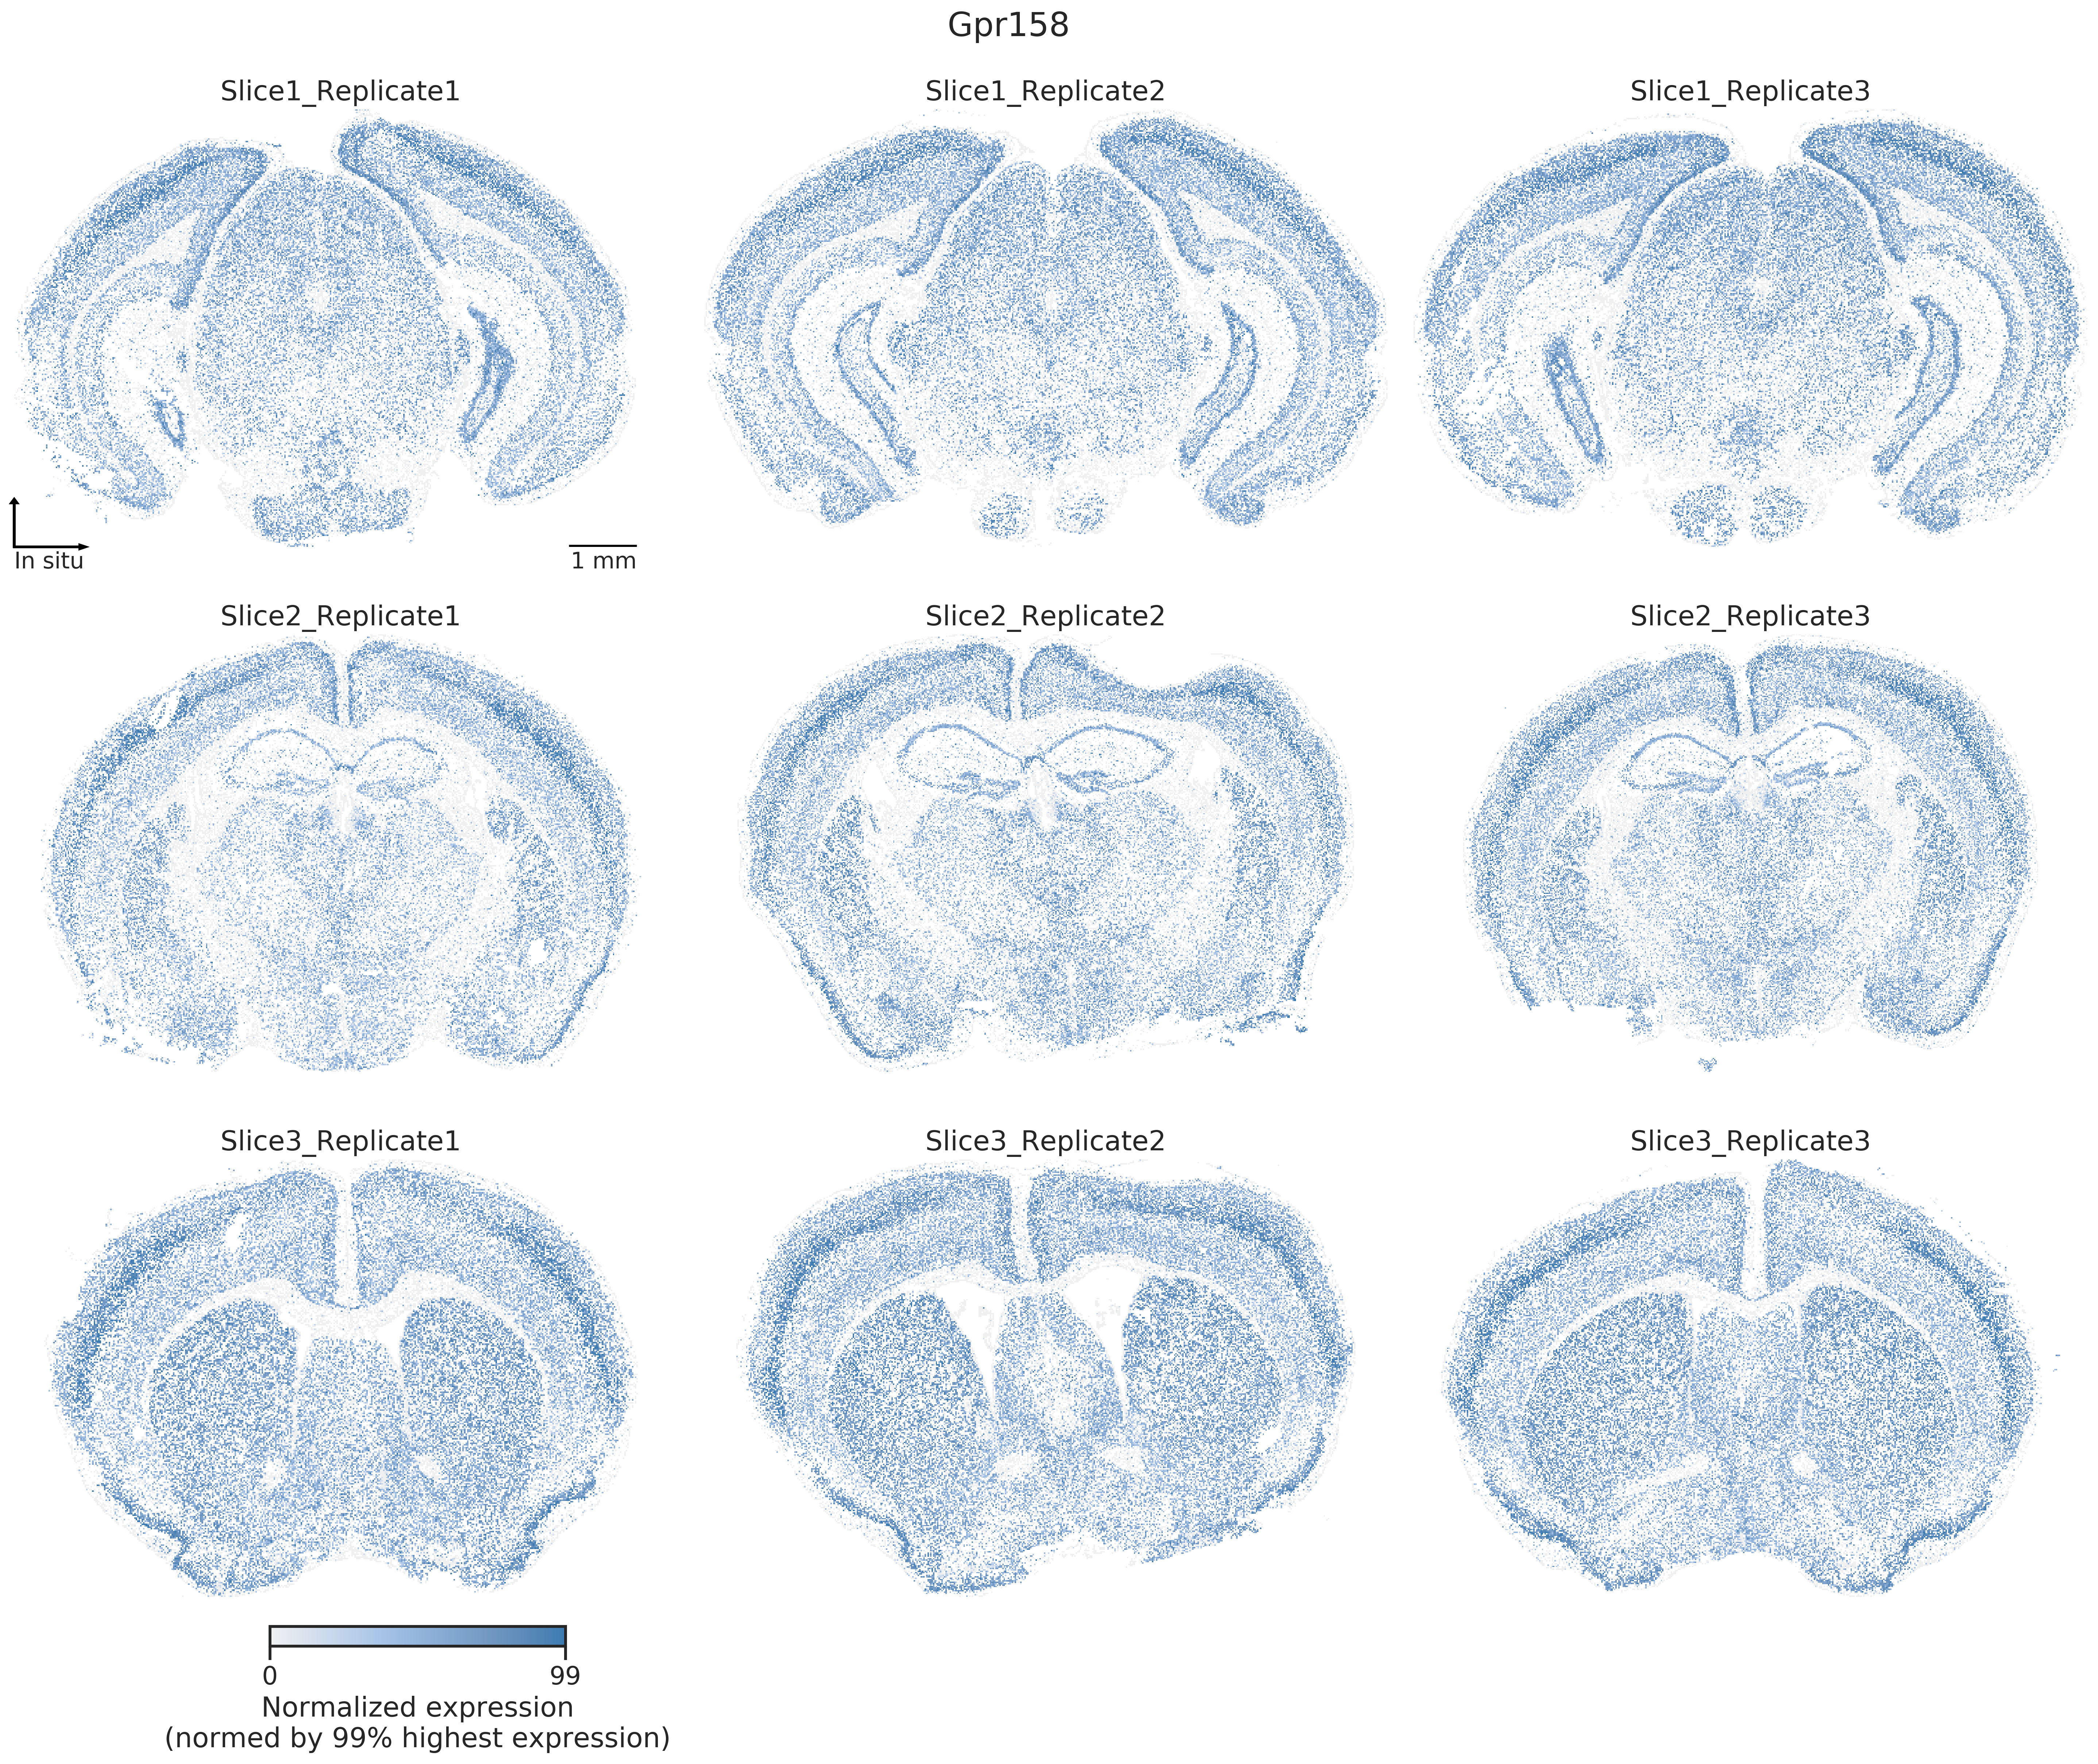 Gpr158
Slice1_Replicate1
Slice1_Replicate2
Slice1_Replicate3
In situ
1 mm
Slice2_Replicate1
Slice2_Replicate2
Slice2_Replicate3
Slice3_Replicate1
Slice3_Replicate2
Slice3_Replicate3
0
99
Normalized expression
(normed by 99% highest expression)